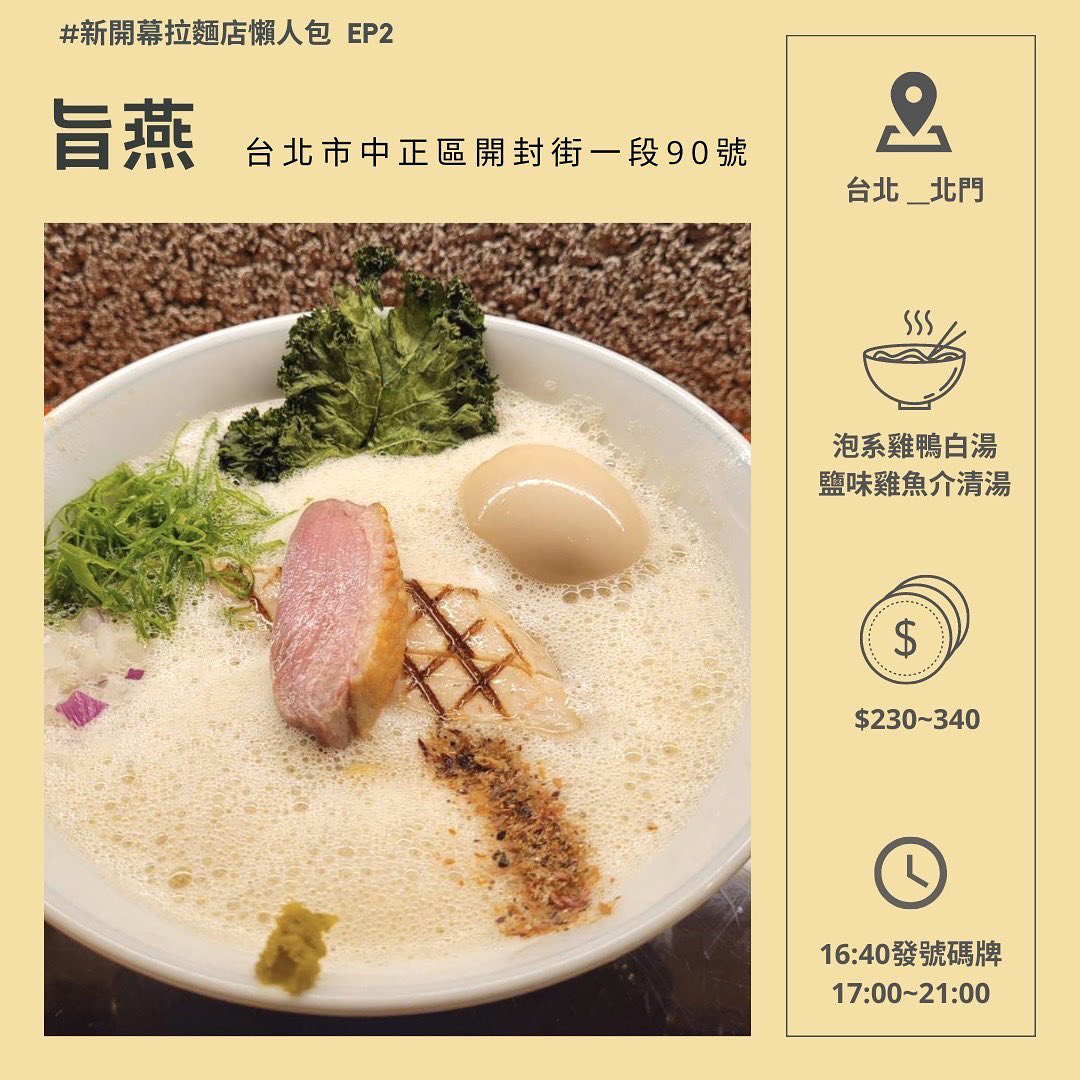 #新開幕拉麵店懶人包 EP2
旨燕
台北市中正區開封街一段90號
台北＿北門
泡系雞鴨白湯
鹽味雞魚介清湯
$
$230~340
16:40發號碼牌
17:00~21:00